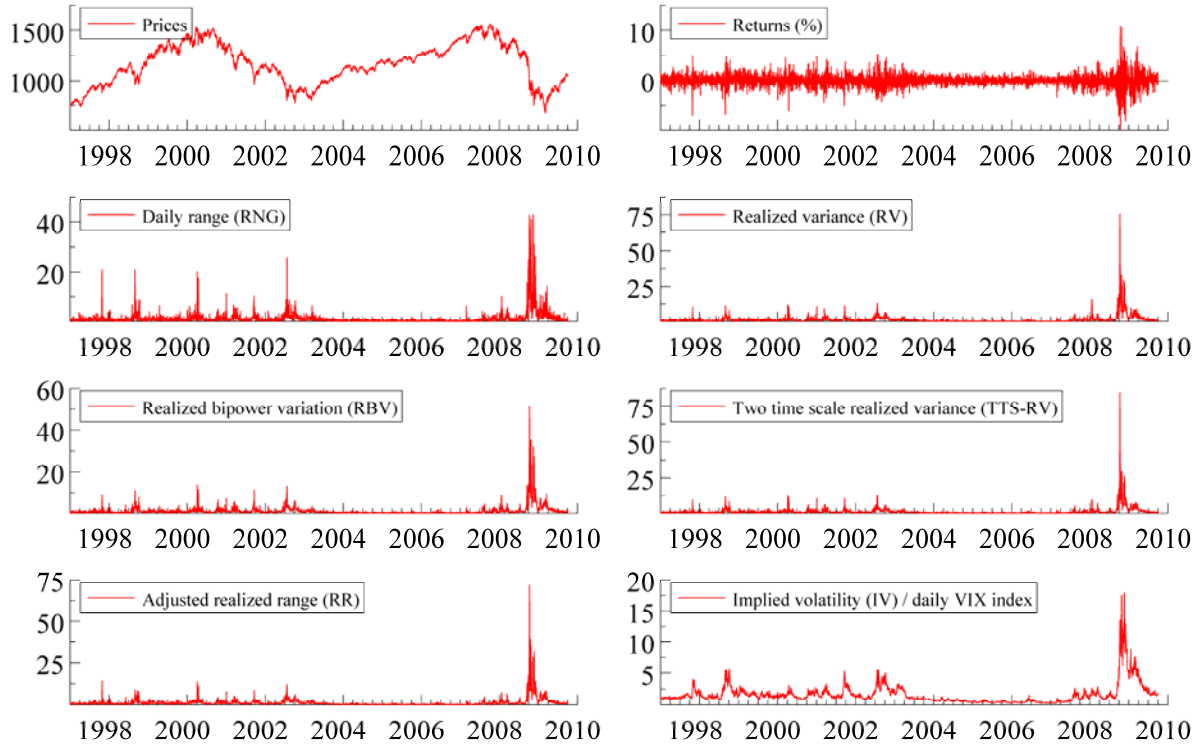 Prices
1500
1000
1998 2000 2002 2004 2006 2008 2010
Returns (%)
10
0
1998 2000 2002 2004 2006 2008 2010
Daily range (RNG)
40
20
1998 2000 2002 2004 2006 2008 2010
Realized variance (RV)
75
50
25
1998 2000 2002 2004 2006 2008 2010
Realized bipower variation (RBV)
60
40
20
1998 2000 2002 2004 2006 2008 2010
Two time scale realized variance (TTS-RV)
75
50
25
1998 2000 2002 2004 2006 2008 2010
Adjusted realized range (RR)
75
50
25
1998 2000 2002 2004 2006 2008 2010
Implied volatility (IV) / daily VIX index
20
15
10
5
1998 2000 2002 2004 2006 2008 2010